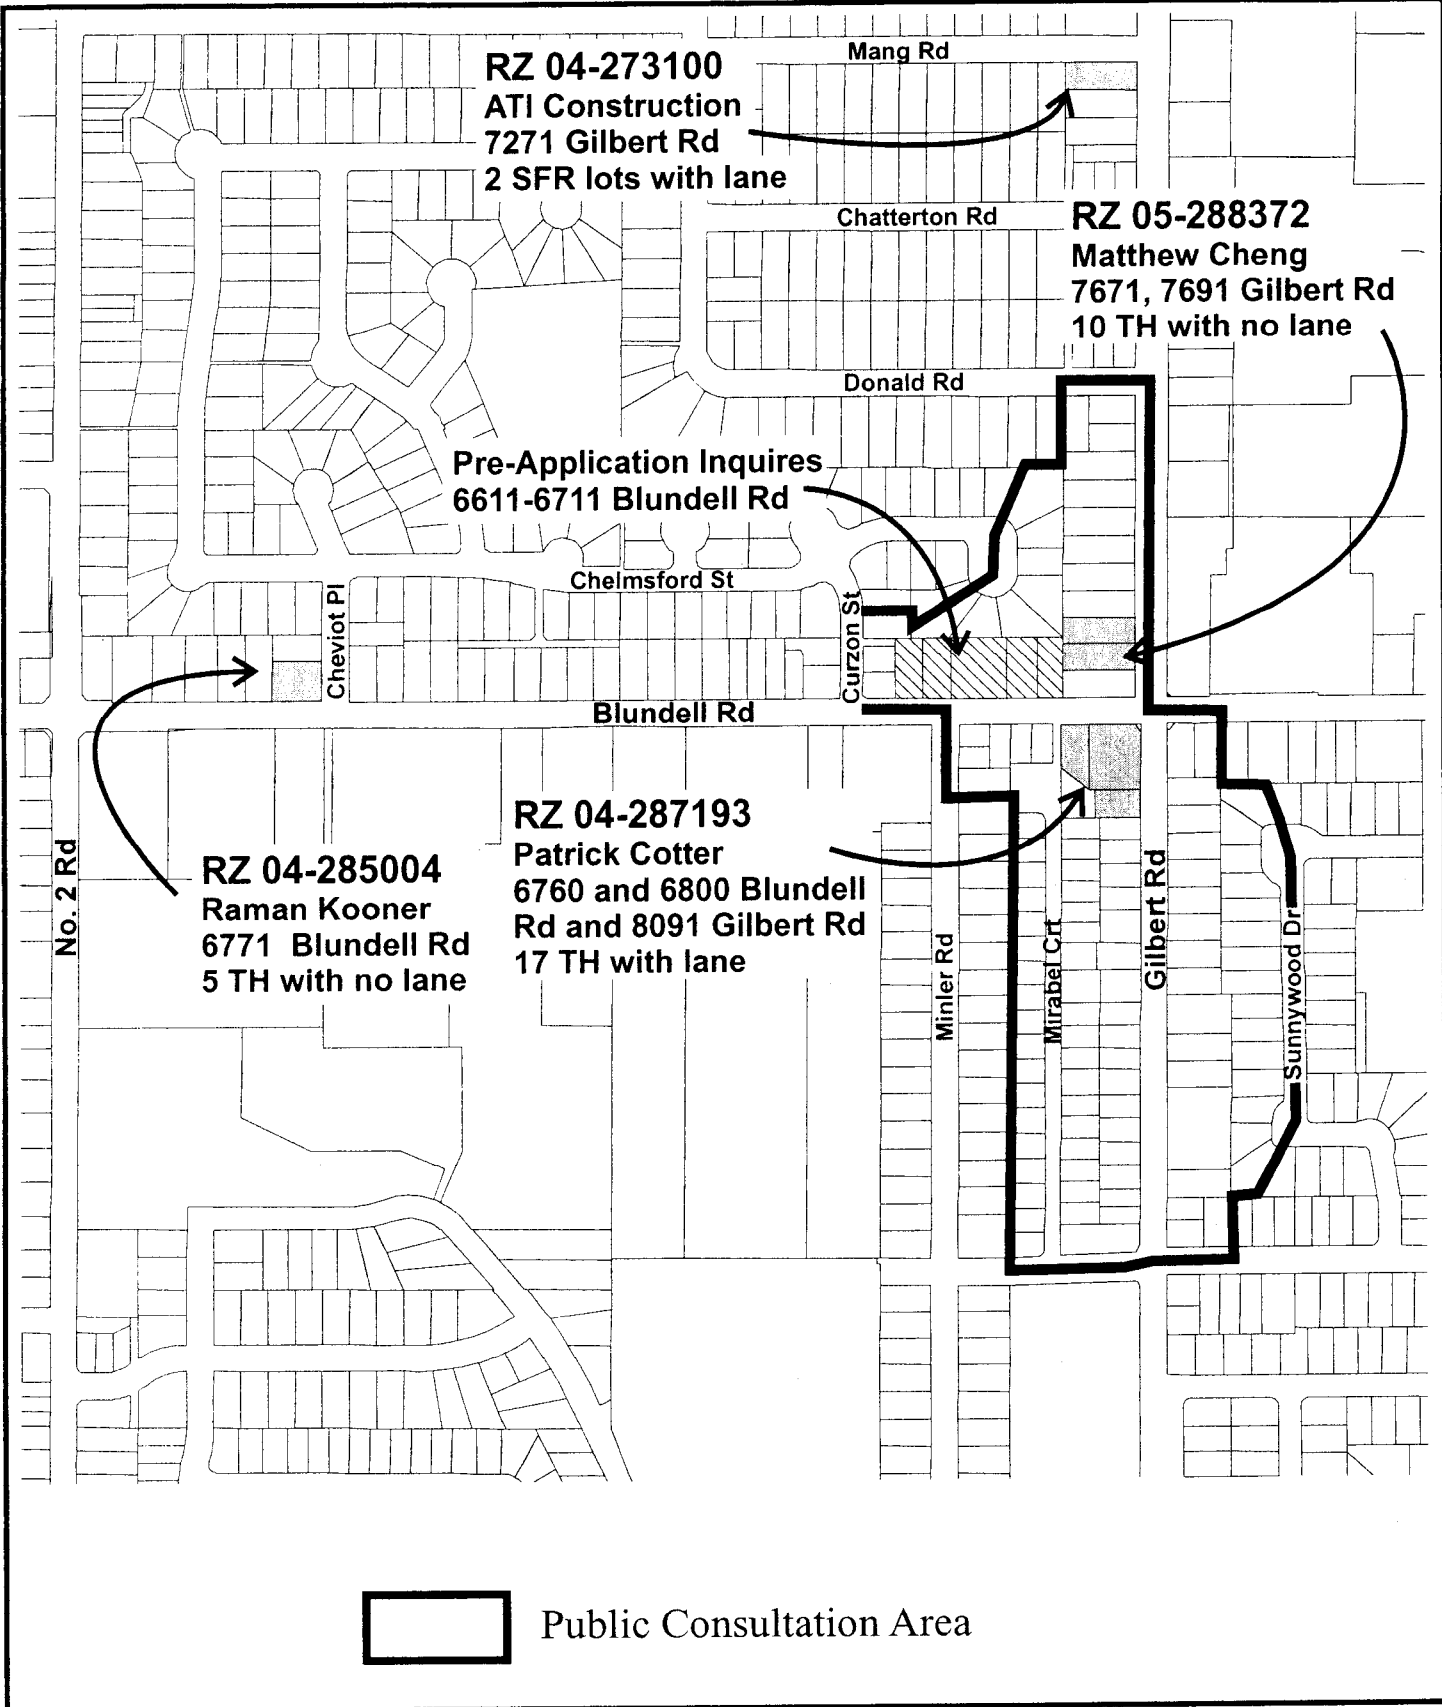 Mang Rd
RZ 04-273100
ATI Construction
7271 Gilbert Rd
2 SFR lots with lane
Chatterton Rd
RZ 05-288372
Matthew Cheng
7671, 7691 Gilbert Rd
10 TH with no lane
Donald Rd
Pre-Application Inquires
6611-6711 Blundell Rd
Chelmsford St
Cheviot Pl
Curzon St
Blundell Rd
RZ 04-287193
Patrick Cotter
6760 and 6800 Blundell
Rd and 8091 Gilbert Rd
17 TH with lane
RZ 04-285004
Raman Kooner
6771 Blundell Rd
5 TH with no lane
No. 2 Rd
Minler Rd
Mirabel Crt
Gilbert Rd
Sunnywood Dr
Public Consultation Area